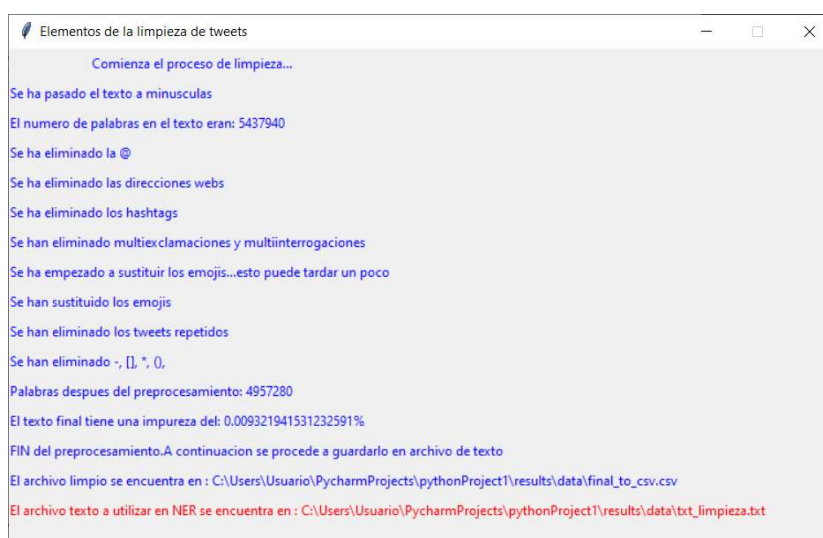 Elementos de la limpieza de tweets
Comienza el proceso de limpieza...
Se ha pasado el texto a minusculas
El numero de palabras en el texto eran: 5437940
Se ha eliminado la @
Se ha eliminado las direcciones webs
Se ha eliminado los hashtags
Se han eliminado multiexclamaciones y multiinterrogaciones
Se ha empezado a sustituir los emojis...esto puede tardar un poco
Se han sustituido los emojis
Se han eliminado los tweets repetidos
Se han eliminado -, [], *, (),
Palabras despues del preprocesamiento: 4957280
El texto final tiene una impureza del: 0.009321941531232591%
FIN del preprocesamiento.A continuacion se procede a guardarlo en archivo de texto
El archivo limpio se encuentra en : C:\Users\Usuario\PycharmProjects\pythonProject1\results\data\final_to_csv.csv
El archivo texto a utilizar en NER se encuentra en : C:\Users\Usuario\PycharmProjects\pythonProject1\results\data\txt_limpieza.txt